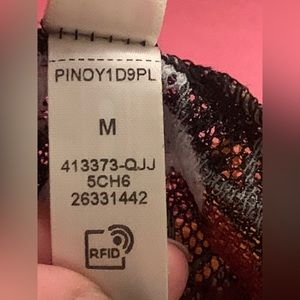 PINOY1D9PL
M
413373-QJJ
5CH6
26331442
RFID